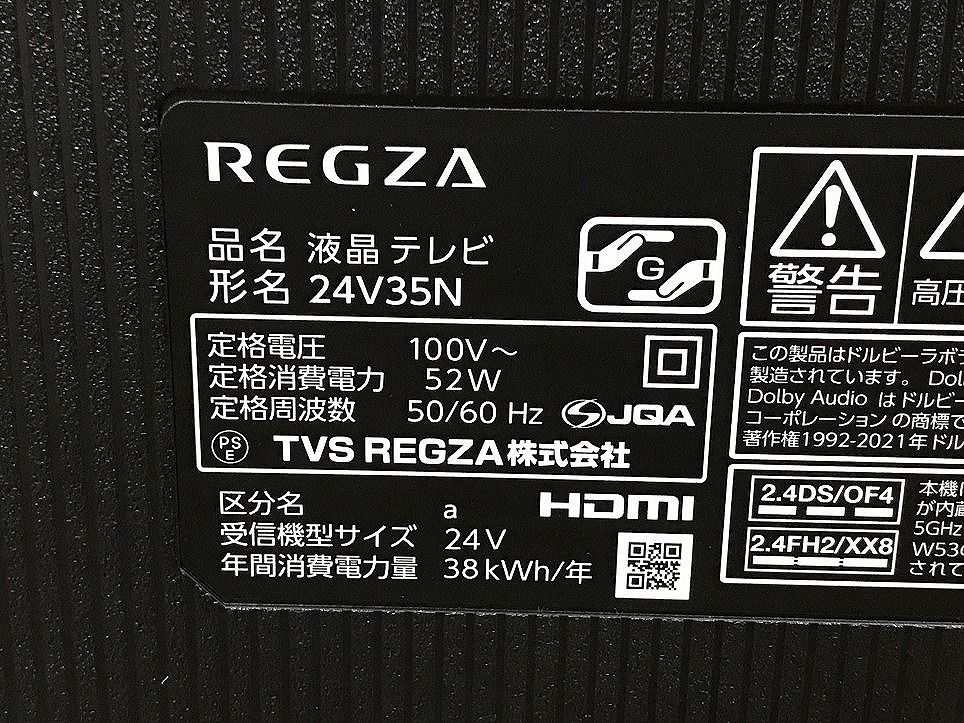 REGZA
品名 液晶テレビ
形名 24V35N
G
定格電圧 100V～
定格消費電力 52W
定格周波数 50/60 Hz
JQA
PS
E
TVS REGZA株式会社
区分名 a
HDMI
受信機型サイズ 24V
年間消費電力量 38kWh/年
警告
高圧
この製品はドルビーラボラ
製造されています。 Dol
Dolby Audio はドルビー
コーポレーションの商標で
著作権1992-2021年ドル
2.4DS/OF4
2.4FH2/XX8
本機に
が内蔵
5GHz
W53
されて